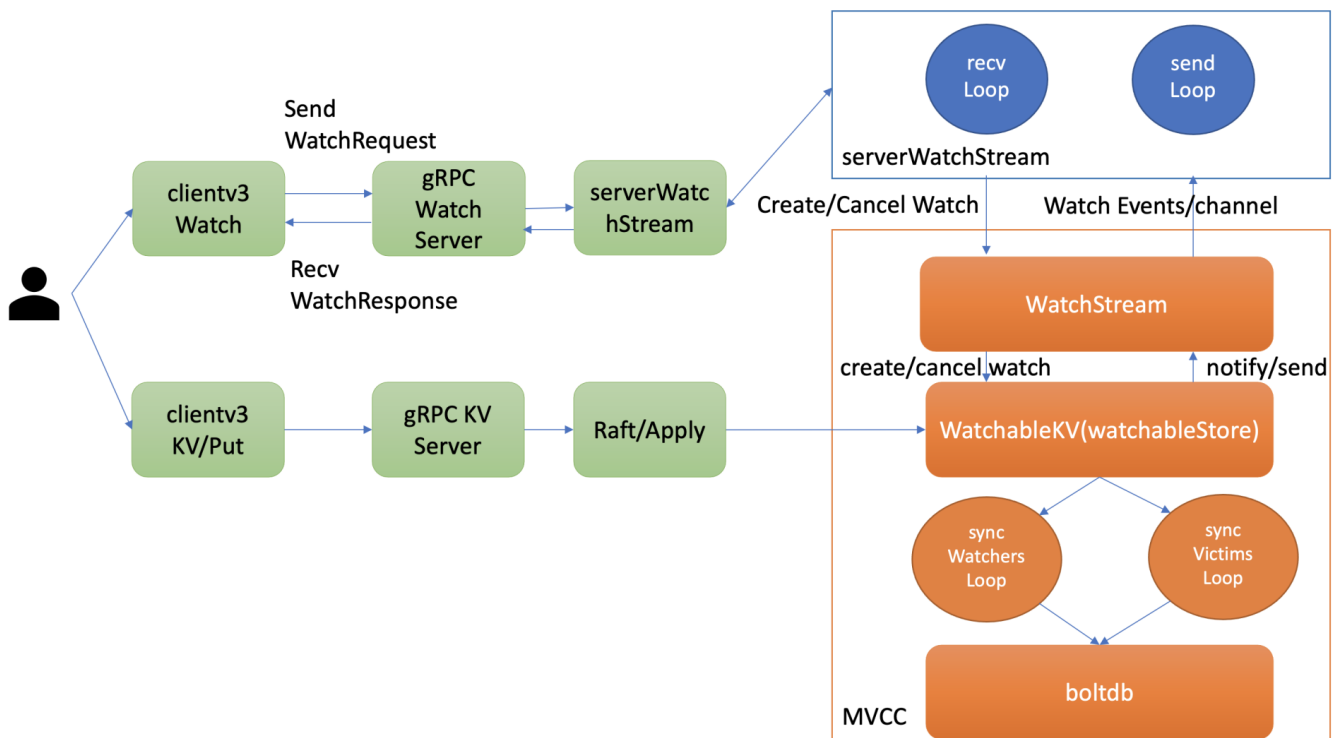 Send
WatchRequest
clientv3
Watch
gRPC
Watch
Server
serverWatc
hStream
Recv
WatchResponse
clientv3
KV/Put
gRPC KV
Server
Raft/Apply
recv
Loop
send
Loop
serverWatchStream
Create/Cancel Watch
Watch Events/channel
WatchStream
create/cancel watch
notify/send
WatchableKV(watchableStore)
sync
Watchers
Loop
sync
Victims
Loop
boltdb
MVCC